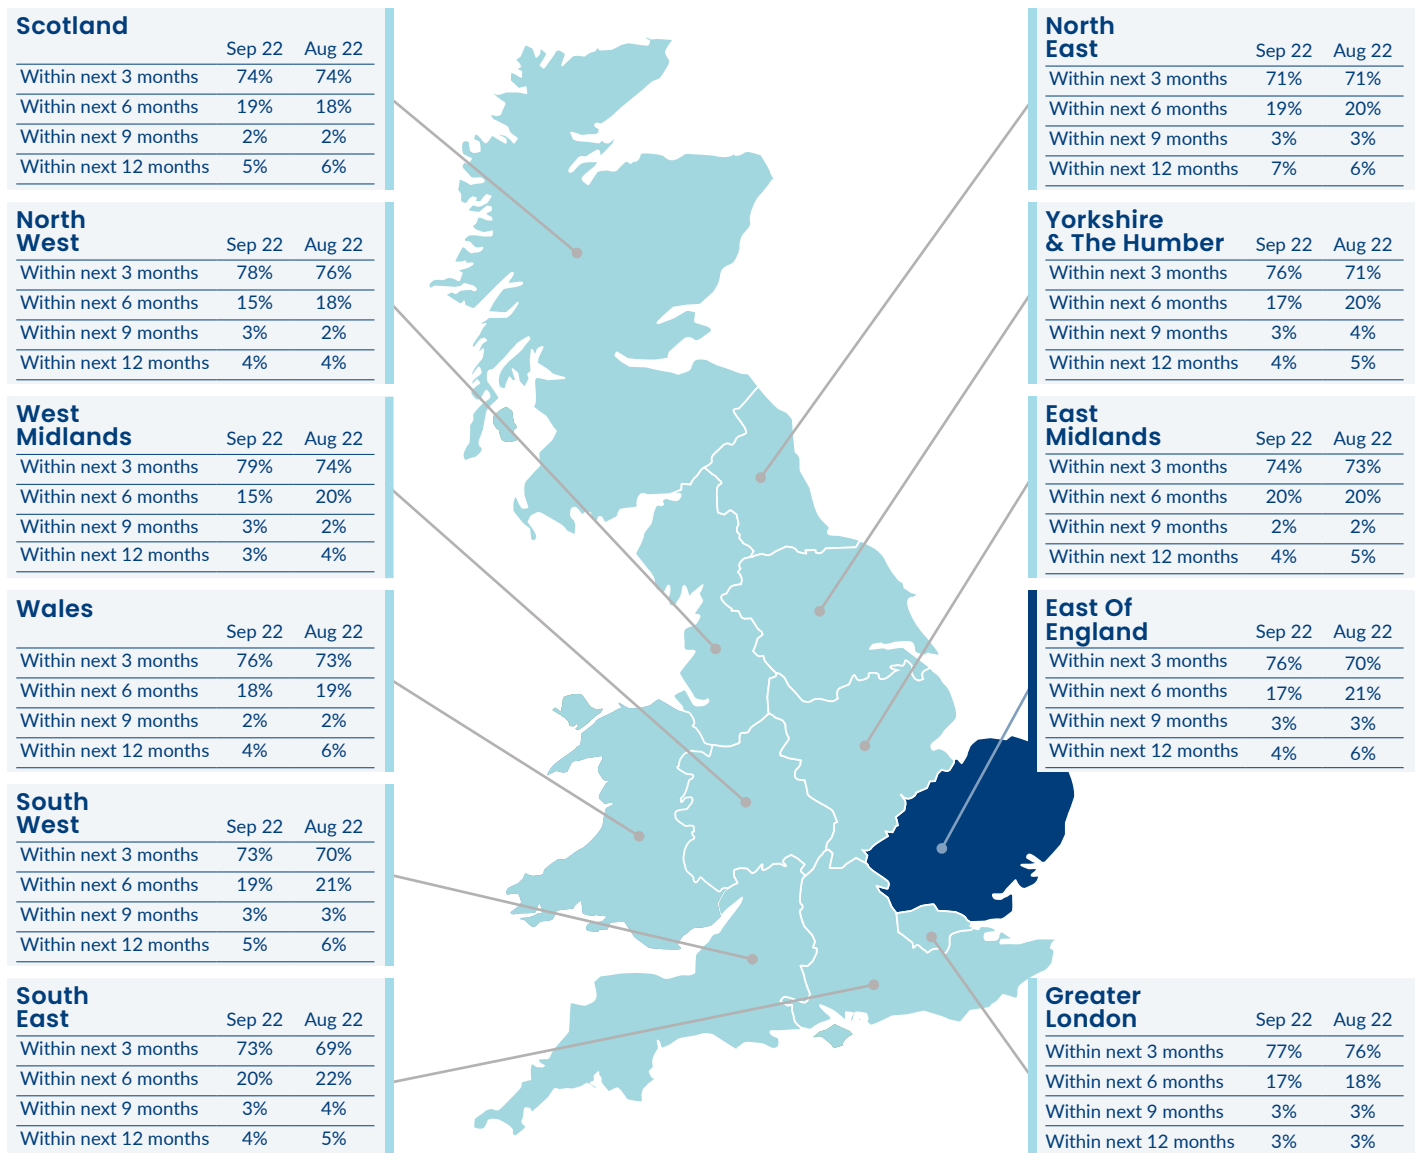 Scotland
Sep 22 Aug 22
Within next 3 months 74% 74%
Within next 6 months 19% 18%
Within next 9 months 2% 2%
Within next 12 months 5% 6%
North
West Sep 22 Aug 22
Within next 3 months 78% 76%
Within next 6 months 15% 18%
Within next 9 months 3% 2%
Within next 12 months 4% 4%
West
Midlands Sep 22 Aug 22
Within next 3 months 79% 74%
Within next 6 months 15% 20%
Within next 9 months 3% 2%
Within next 12 months 3% 4%
Wales
Sep 22 Aug 22
Within next 3 months 76% 73%
Within next 6 months 18% 19%
Within next 9 months 2% 2%
Within next 12 months 4% 6%
South
West Sep 22 Aug 22
Within next 3 months 73% 70%
Within next 6 months 19% 21%
Within next 9 months 3% 3%
Within next 12 months 5% 6%
South
East Sep 22 Aug 22
Within next 3 months 73% 69%
Within next 6 months 20% 22%
Within next 9 months 3% 4%
Within next 12 months 4% 5%
North
East Sep 22 Aug 22
Within next 3 months 71% 71%
Within next 6 months 19% 20%
Within next 9 months 3% 3%
Within next 12 months 7% 6%
Yorkshire
& The Humber Sep 22 Aug 22
Within next 3 months 76% 71%
Within next 6 months 17% 20%
Within next 9 months 3% 4%
Within next 12 months 4% 5%
East
Midlands Sep 22 Aug 22
Within next 3 months 74% 73%
Within next 6 months 20% 20%
Within next 9 months 2% 2%
Within next 12 months 4% 5%
East Of
England Sep 22 Aug 22
Within next 3 months 76% 70%
Within next 6 months 17% 21%
Within next 9 months 3% 3%
Within next 12 months 4% 6%
Greater
London Sep 22 Aug 22
Within next 3 months 77% 76%
Within next 6 months 17% 18%
Within next 9 months 3% 3%
Within next 12 months 3% 3%